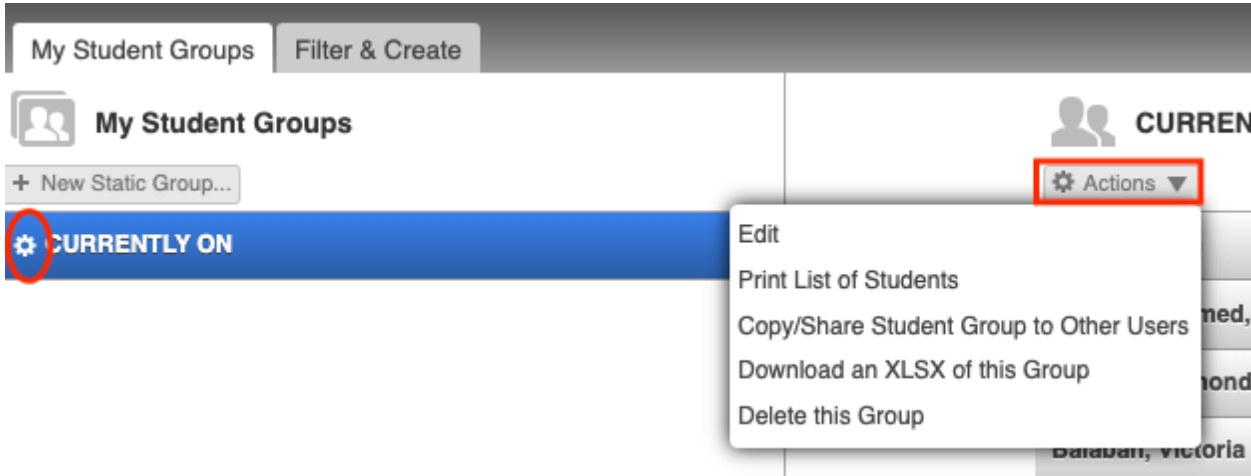 My Student Groups
Filter & Create
My Student Groups
+ New Static Group...
CURRENTLY ON
CURREN
Actions ▼
Edit
Print List of Students
Copy/Share Student Group to Other Users
Download an XLSX of this Group
Delete this Group
med,
mond
Balaban, Victoria